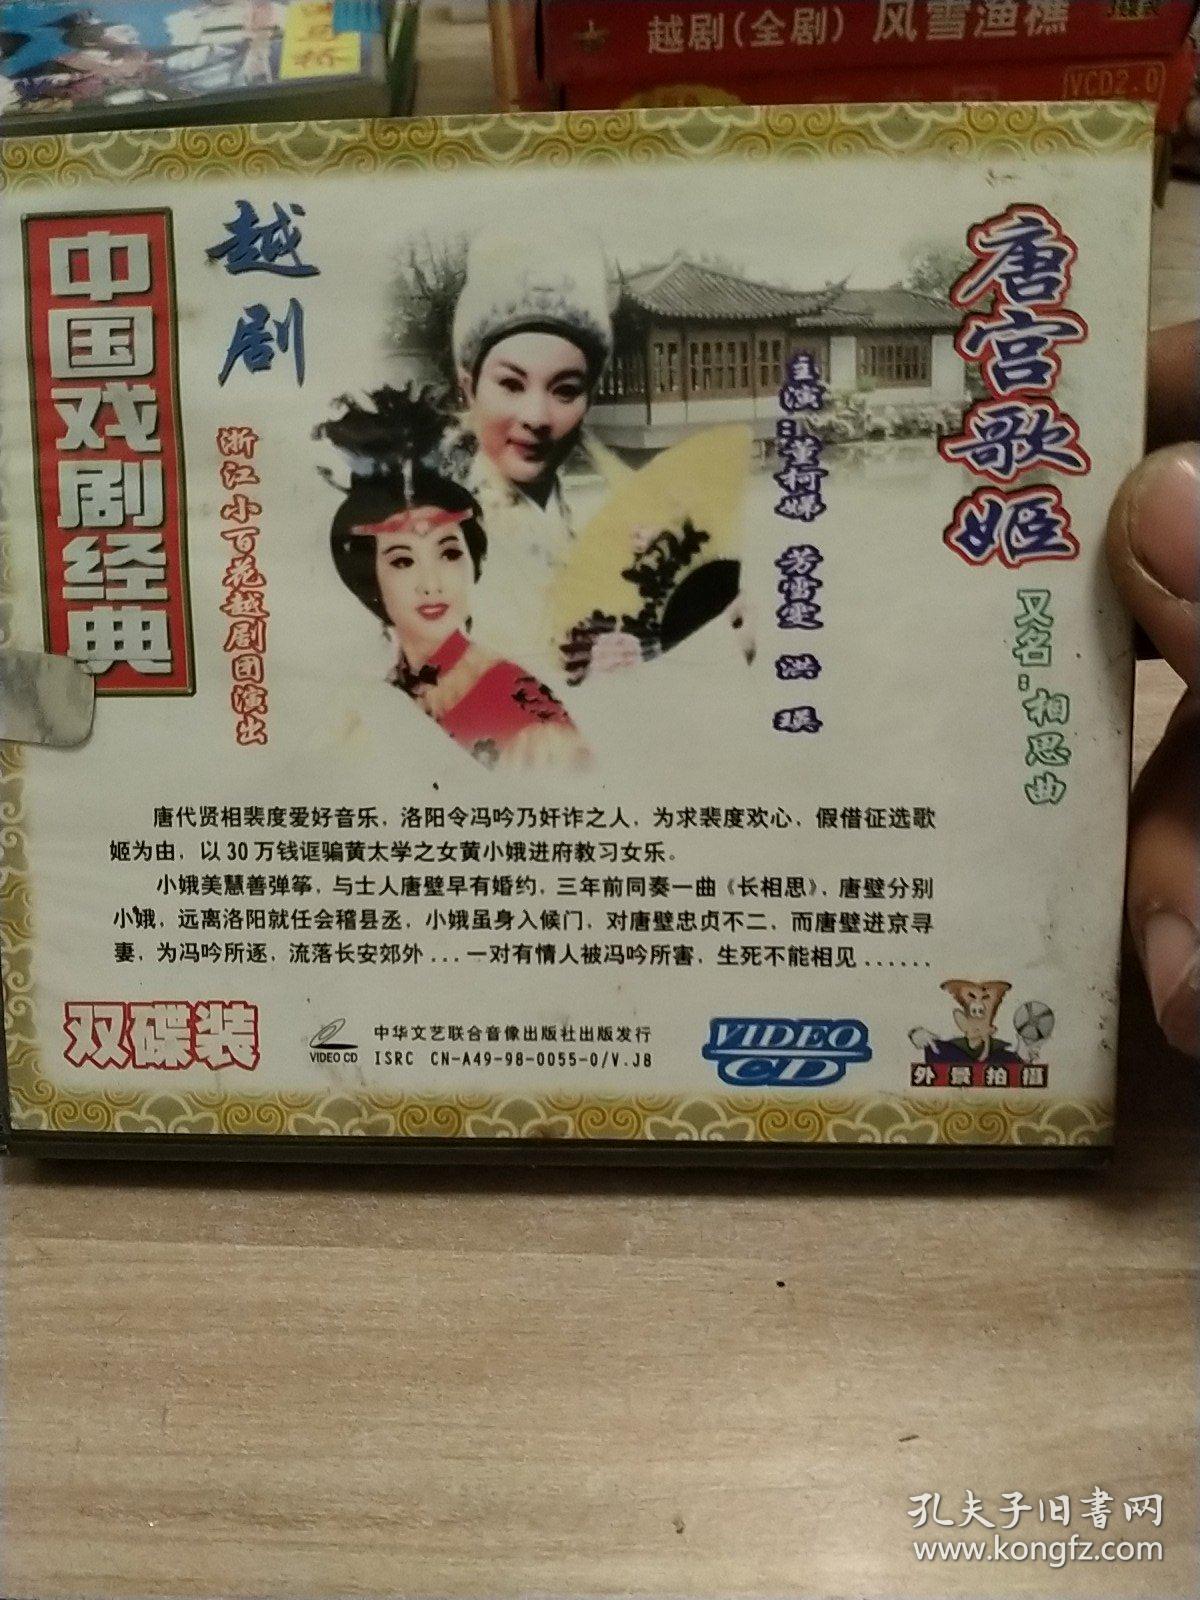 越剧(全剧) 风雪渔樵
VCD2.0
中国戏剧经典
越剧
浙江小百花越剧团演出
主演:董柯娣 芳雪雯 洪瑛
唐宫歌姬
又名:相思曲
唐代贤相裴度爱好音乐，洛阳令冯吟乃奸诈之人，为求裴度欢心，假借征选歌
姬为由，以30万钱诓骗黄太学之女黄小娥进府教习女乐。
小娥美慧善弹筝，与士人唐壁早有婚约，三年前同奏一曲《长相思》，唐壁分别
小娥，远离洛阳就任会稽县丞，小娥虽身入候门，对唐壁忠贞不二，而唐壁进京寻
妻，为冯吟所逐，流落长安郊外...一对有情人被冯吟所害，生死不能相见......
双碟装
VIDEO CD
中华文艺联合音像出版社出版发行
ISRC CN-A49-98-0055-0/V.J8
VIDEO
CD
外景拍摄
孔夫子旧书网
www.kongfz.com